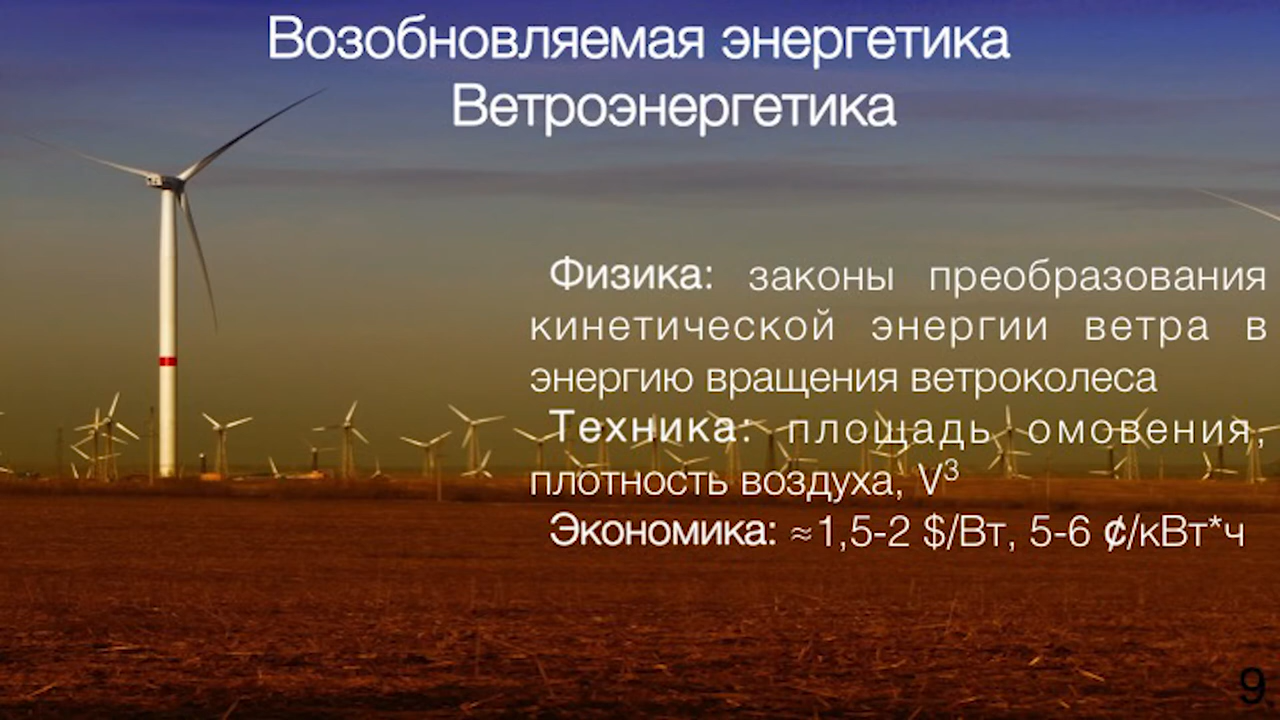 Возобновляемая энергетика
Ветроэнергетика
Физика: законы преобразования
кинетической энергии ветра в
энергию вращения ветроколеса
Техника: площадь омовения,
плотность воздуха, V³
Экономика: ≈1,5-2 $/Вт, 5-6 ¢/кВт*ч
9